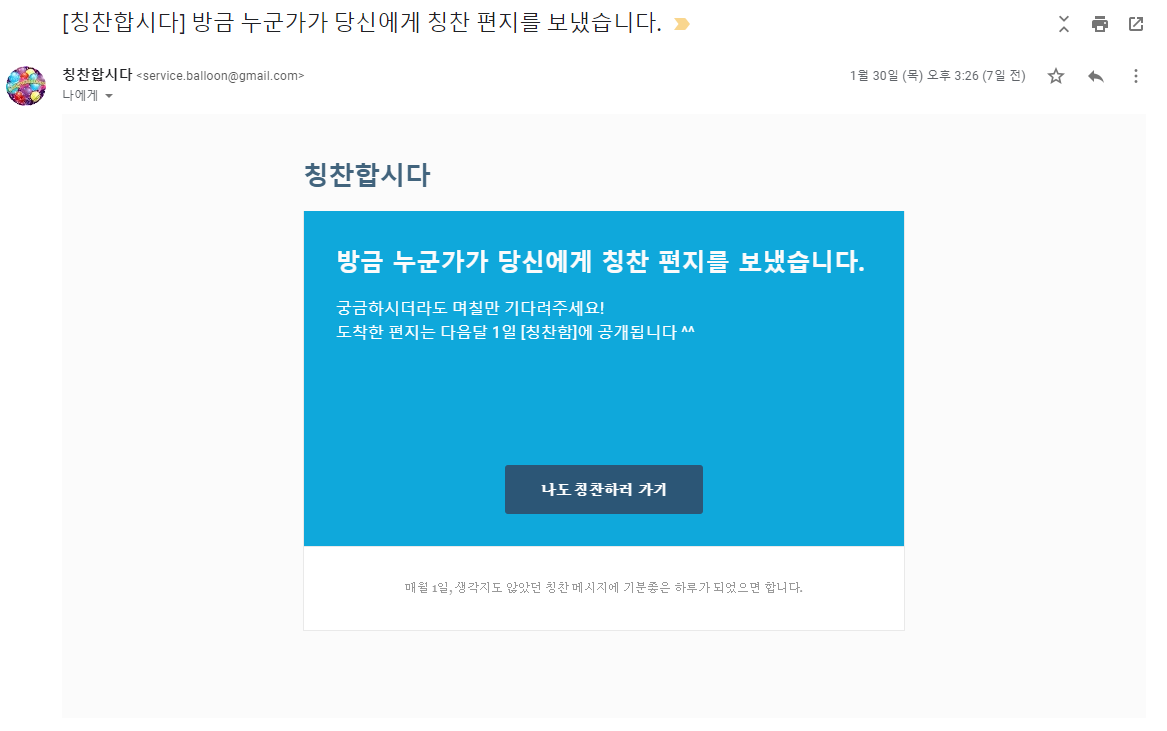 [칭찬합시다] 방금 누군가가 당신에게 칭찬 편지를 보냈습니다.
칭찬합시다 <service.balloon@gmail.com>
1월 30일 (목) 오후 3:26 (7일 전)
나에게
칭찬합시다
방금 누군가가 당신에게 칭찬 편지를 보냈습니다.
궁금하시더라도 며칠만 기다려주세요!
도착한 편지는 다음달 1일 [칭찬함]에 공개됩니다 ^^
나도 칭찬하러 가기
매월 1일, 생각지도 않았던 칭찬 메시지에 기분좋은 하루가 되었으면 합니다.